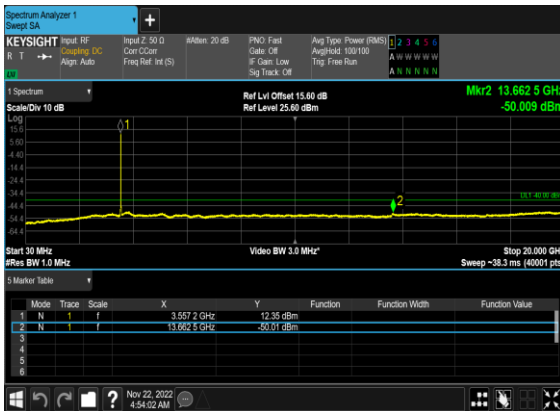 Spectrum Analyzer 1
Swept SA
+
KEYSIGHT Input: RF Input Z: 50 Ω #Atten: 20 dB PNO: Fast Avg Type: Power (RMS) 1 2 3 4 5 6
R T Coupling: DC Corr CCorr Gate: Off Avg|Hold: 100/100 A W W W W W
Align: Auto Freq Ref: Int (S) IF Gain: Low Trig: Free Run
Sig Track: Off A N N N N N
1 Spectrum Ref Lvl Offset 15.60 dB Mkr2 13.662 5 GHz
Scale/Div 10 dB Ref Level 25.60 dBm -50.009 dBm
Log
15.6
5.60
-4.40
-14.4
-24.4
-34.4
-44.4
-54.4
-64.4
1
2
DL1 -40.00 dBm
Start 30 MHz Video BW 3.0 MHz* Stop 20.000 GHz
#Res BW 1.0 MHz Sweep ~38.3 ms (40001 pts)
5 Marker Table
Mode Trace Scale X Y Function Function Width Function Value
1 N 1 f 3.557 2 GHz 12.35 dBm
2 N 1 f 13.662 5 GHz -50.01 dBm
3
4
5
6
? Nov 22, 2022
4:54:02 AM